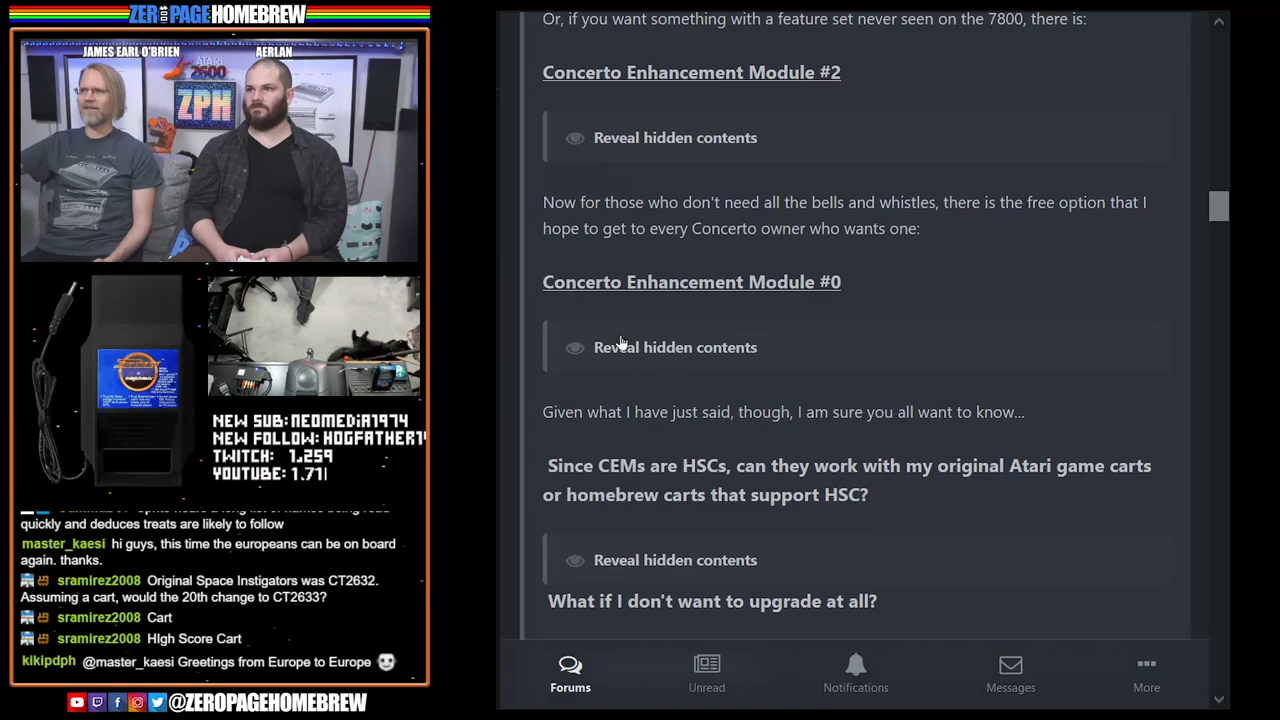 ZERO PAGE HOMEBREW
JAMES EARL O'BRIEN
AERLAN
ATARI
2600
ZPH
NEW SUB:NEOMEDIA1974
NEW FOLLOW:HOGFATHER1
TWITCH: 1.259
YOUTUBE: 1.71
quickly and deduces treats are likely to follow
master_kaesi hi guys, this time the europeans can be on board
again. thanks.
sramirez2008 Original Space Instigators was CT2632.
Assuming a cart, would the 20th change to CT2633?
sramirez2008 Cart
sramirez2008 HIgh Score Cart
kikipdph @master_kaesi Greetings from Europe to Europe
@ZEROPAGEHOMEBREW
Or, if you want something with a feature set never seen on the 7800, there is:
Concerto Enhancement Module #2
Reveal hidden contents
Now for those who don't need all the bells and whistles, there is the free option that I
hope to get to every Concerto owner who wants one:
Concerto Enhancement Module #0
Reveal hidden contents
Given what I have just said, though, I am sure you all want to know...
Since CEMs are HSCs, can they work with my original Atari game carts
or homebrew carts that support HSC?
Reveal hidden contents
What if I don't want to upgrade at all?
Forums
Unread
Notifications
Messages
More